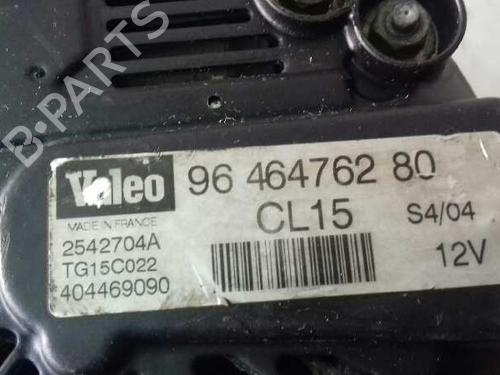 B-PARTS
Valeo
96 464762 80
MADE IN FRANCE
CL15
S4/04
2542704A
TG15C022
12V
404469090